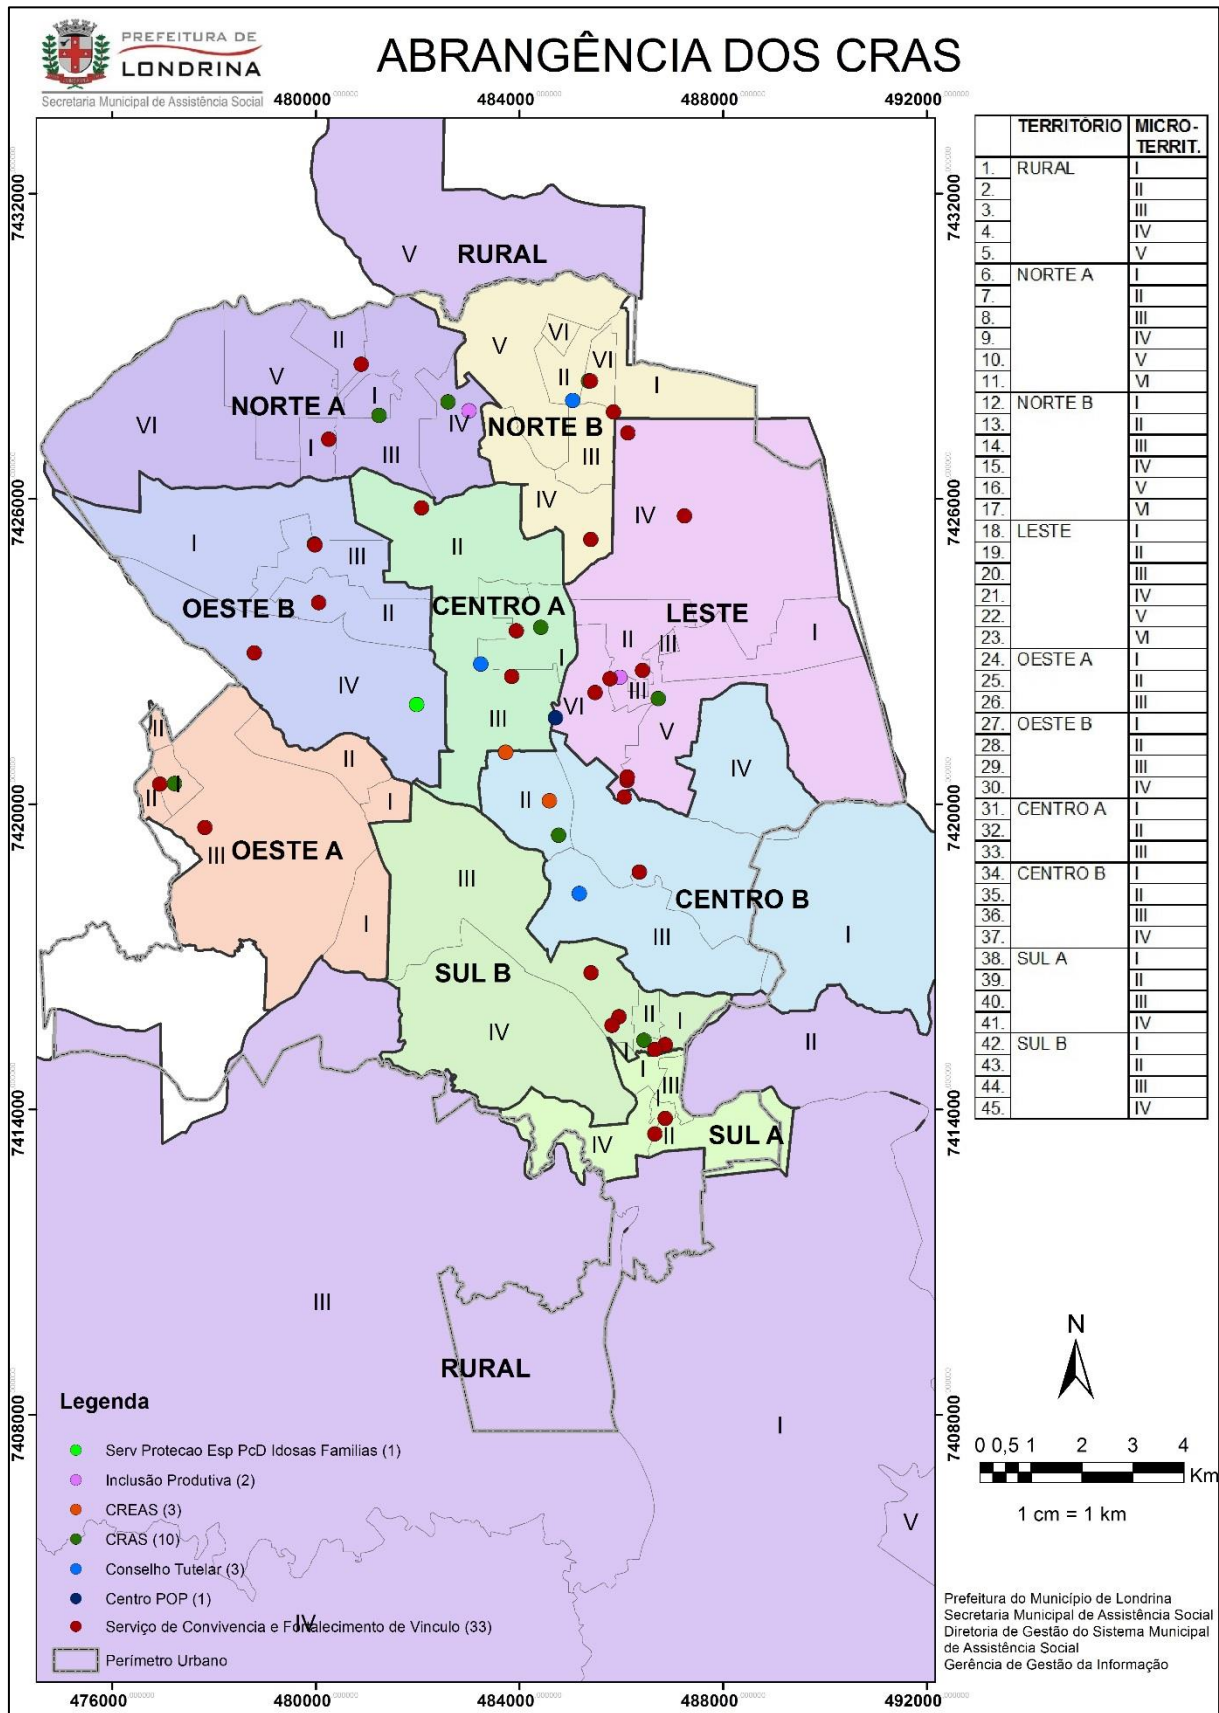 PREFEITURA DE
LONDRINA
Secretaria Municipal de Assistência Social
ABRANGÊNCIA DOS CRAS
480000
484000
488000
492000
7432000
7426000
7420000
7414000
7408000
7432000
7426000
7420000
7414000
7408000
V
RURAL
II
V
VI
VI
V
I
II
I
NORTE A
VI
IV
NORTE B
I
III
III
IV
IV
I
III
II
OESTE B
II
CENTRO A
LESTE
II
III
I
I
IV
III
VI
III
V
II
II
IV
I
II
II
OESTE A
III
III
CENTRO B
I
III
I
SUL B
IV
II
I
II
I
I
III
I
IV
II
SUL A
III
RURAL
I
V
IV
TERRITÓRIO MICRO-
TERRIT.
1. RURAL I
2. II
3. III
4. IV
5. V
6. NORTE A I
7. II
8. III
9. IV
10. V
11. VI
12. NORTE B I
13. II
14. III
15. IV
16. V
17. VI
18. LESTE I
19. II
20. III
21. IV
22. V
23. VI
24. OESTE A I
25. II
26. III
27. OESTE B I
28. II
29. III
30. IV
31. CENTRO A I
32. II
33. III
34. CENTRO B I
35. II
36. III
37. IV
38. SUL A I
39. II
40. III
41. IV
42. SUL B I
43. II
44. III
45. IV
Legenda
Serv Protecao Esp PcD Idosas Familias (1)
Inclusão Produtiva (2)
CREAS (3)
CRAS (10)
Conselho Tutelar (3)
Centro POP (1)
Serviço de Convivencia e Fortalecimento de Vinculo (33)
Perímetro Urbano
N
0 0,5 1 2 3 4
Km
1 cm = 1 km
Prefeitura do Município de Londrina
Secretaria Municipal de Assistência Social
Diretoria de Gestão do Sistema Municipal
de Assistência Social
Gerência de Gestão da Informação
476000
480000
484000
488000
492000